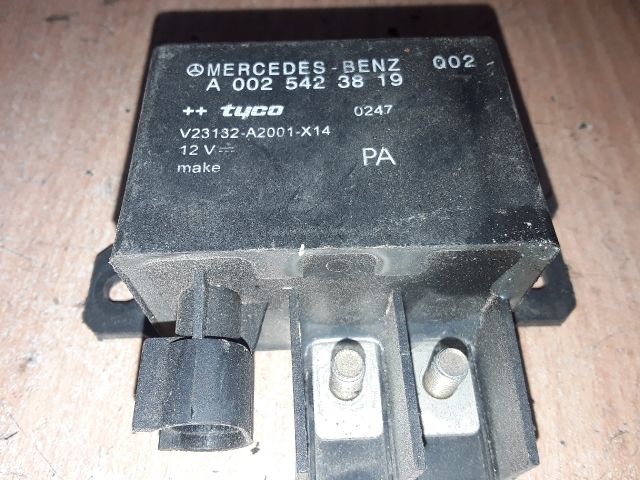 MERCEDES-BENZ Q02
A 002 542 38 19
++ tyco 0247
V23132-A2001-X14
12 V PA
make